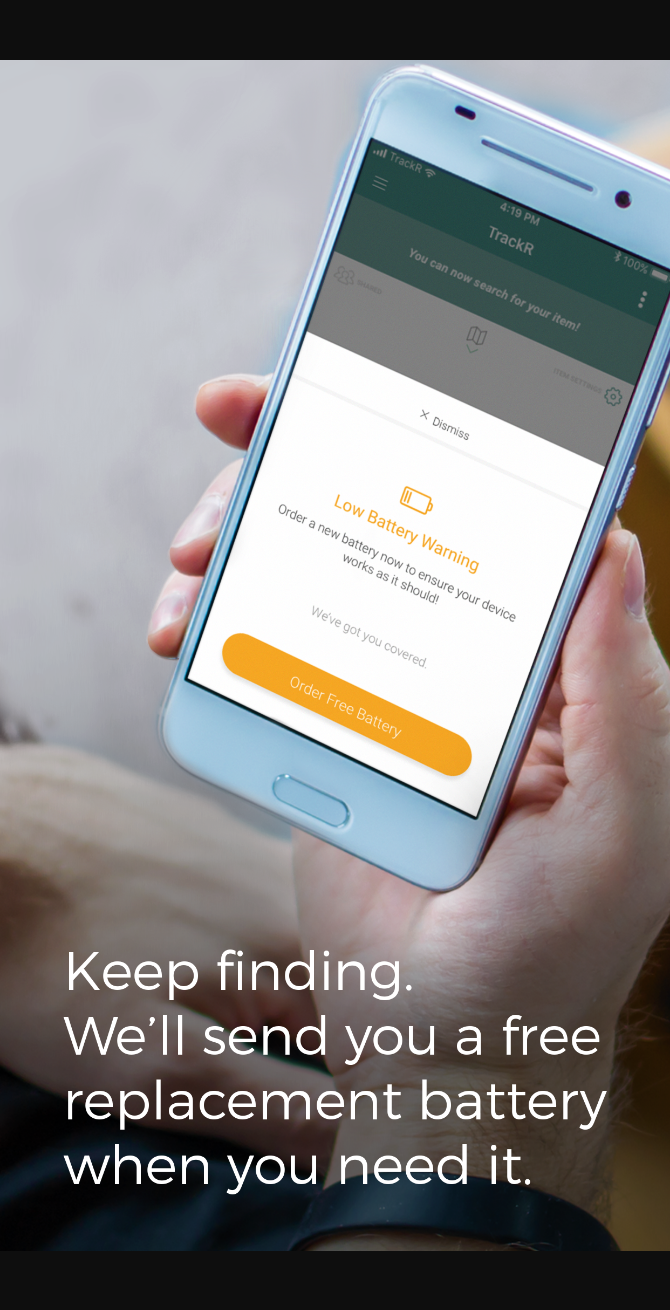 TrackR
4:19 PM
100%
TrackR
You can now search for your item!
SHARED
ITEM SETTINGS
× Dismiss
Low Battery Warning
Order a new battery now to ensure your device
works as it should!
We've got you covered.
Order Free Battery
Keep finding.
We’ll send you a free
replacement battery
when you need it.